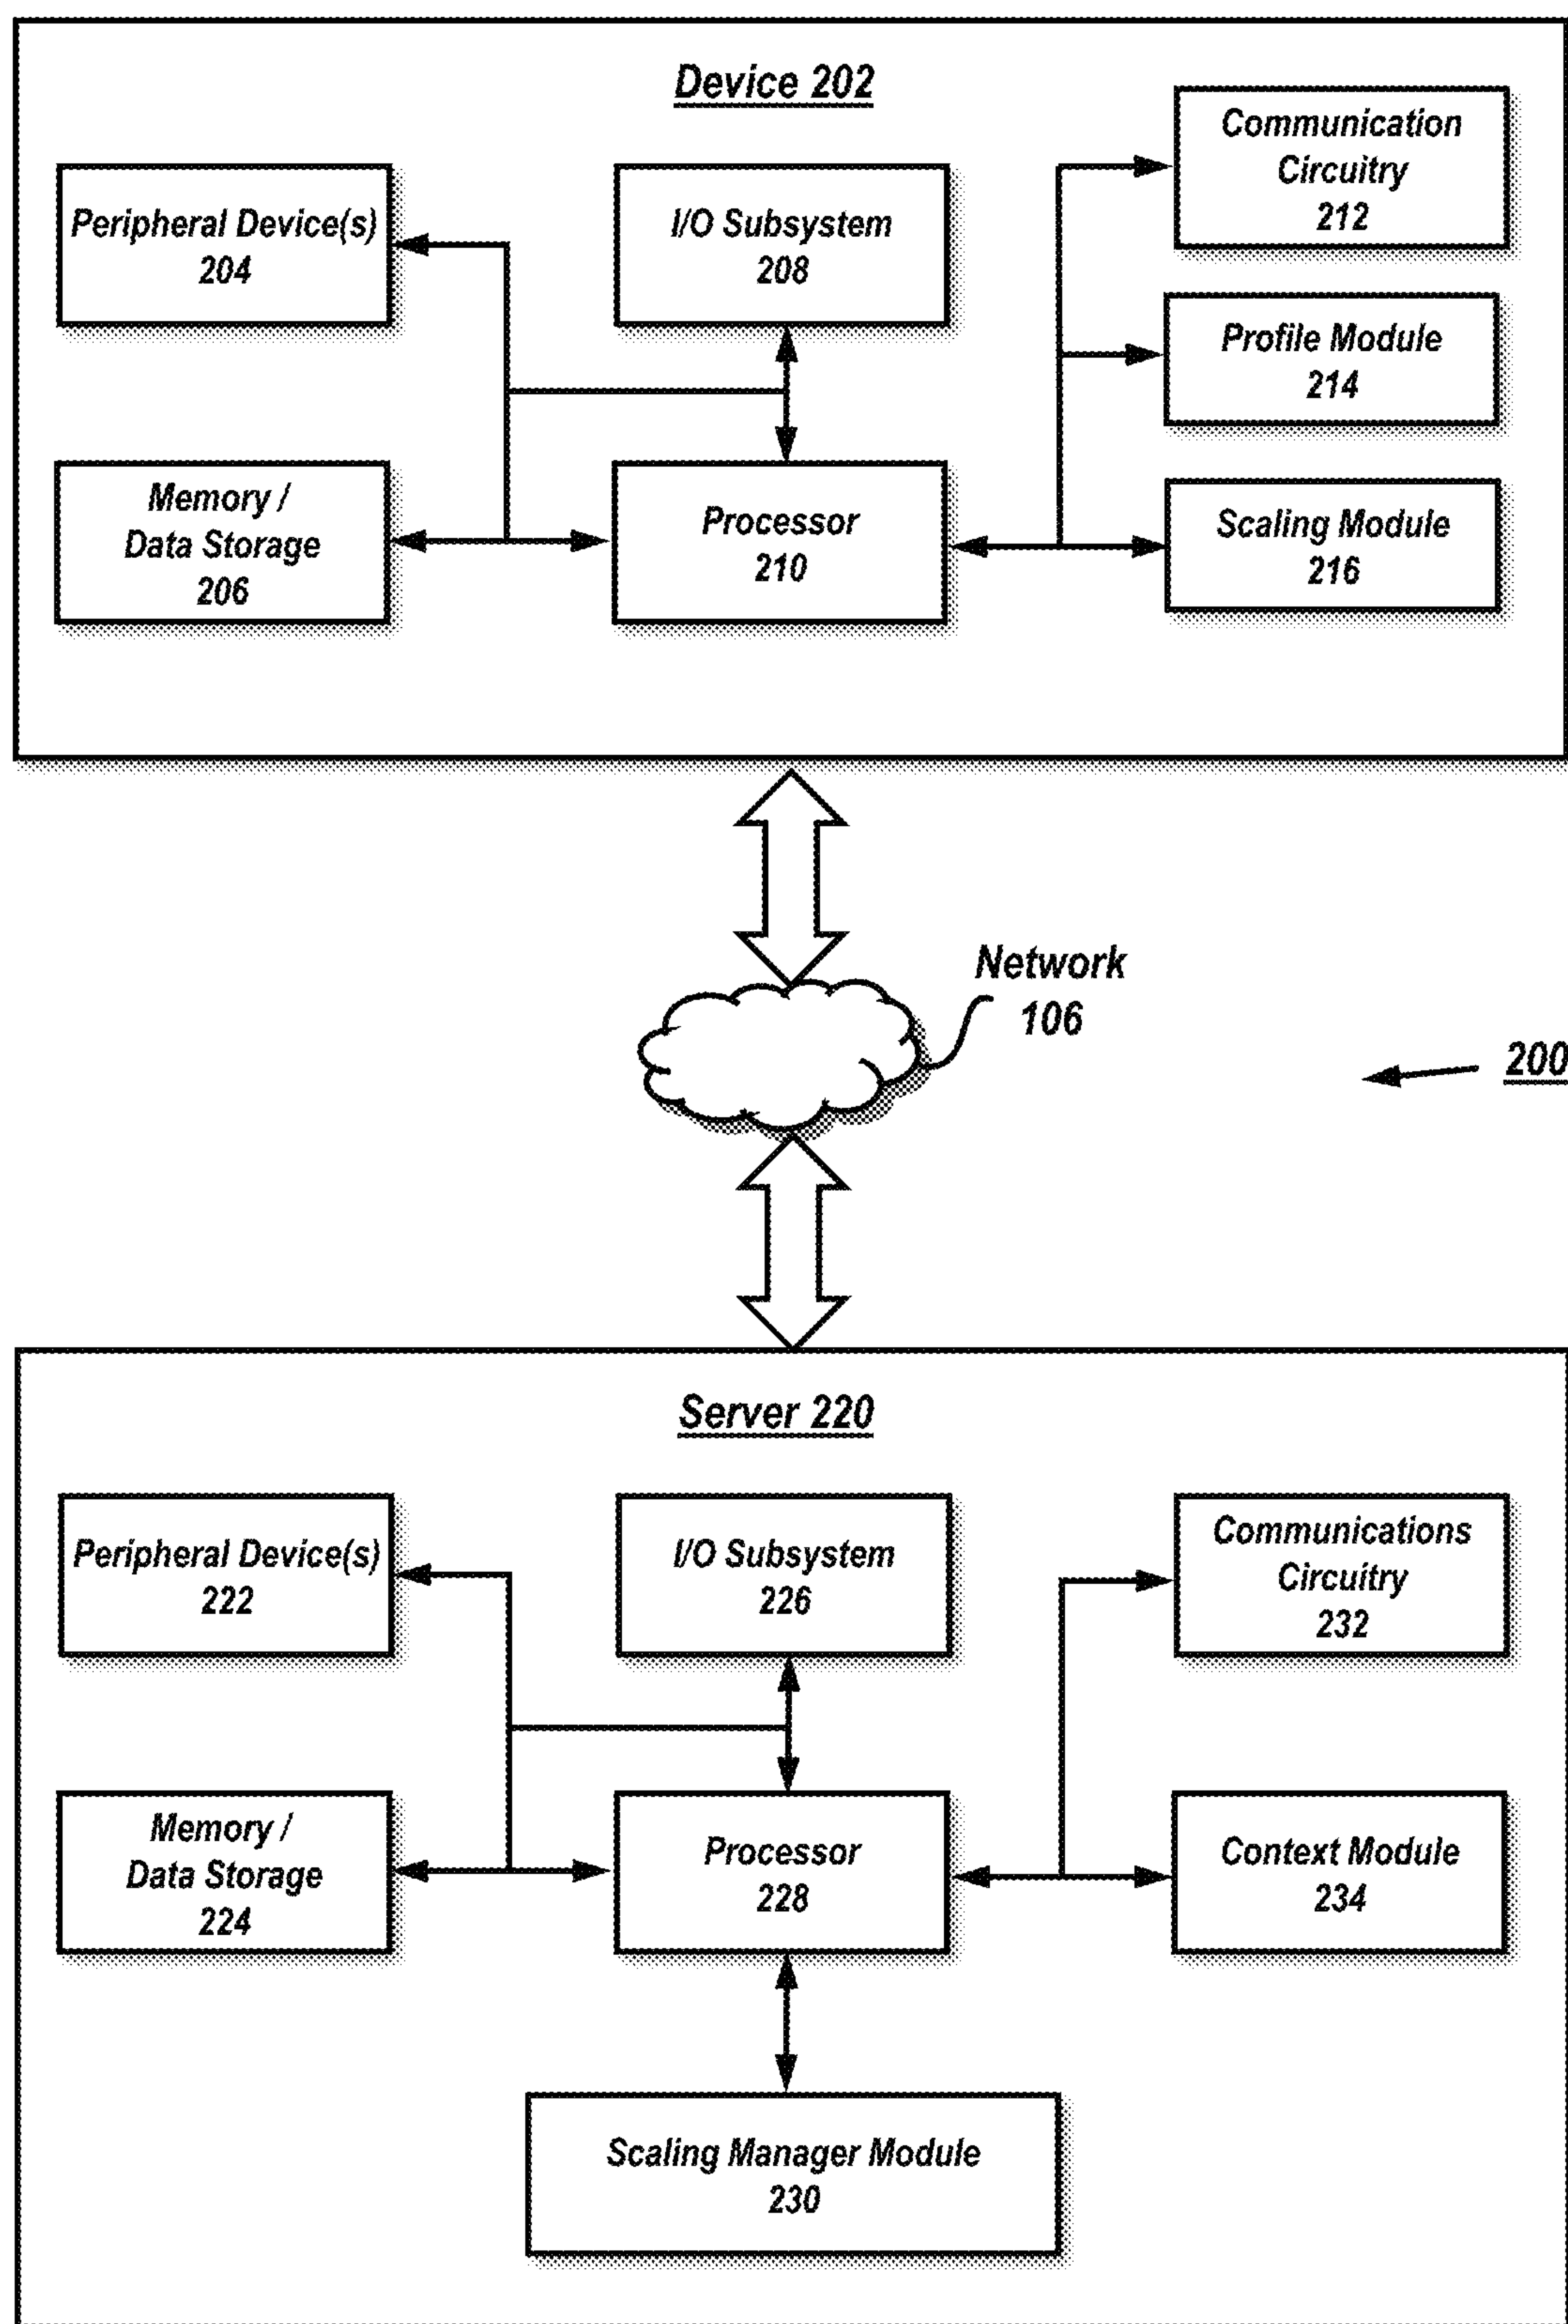 Device 202
Peripheral Device(s)
204
I/O Subsystem
208
Communication
Circuitry
212
Profile Module
214
Memory /
Data Storage
206
Processor
210
Scaling Module
216
Network
106
200
Server 220
Peripheral Device(s)
222
I/O Subsystem
226
Communications
Circuitry
232
Memory /
Data Storage
224
Processor
228
Context Module
234
Scaling Manager Module
230